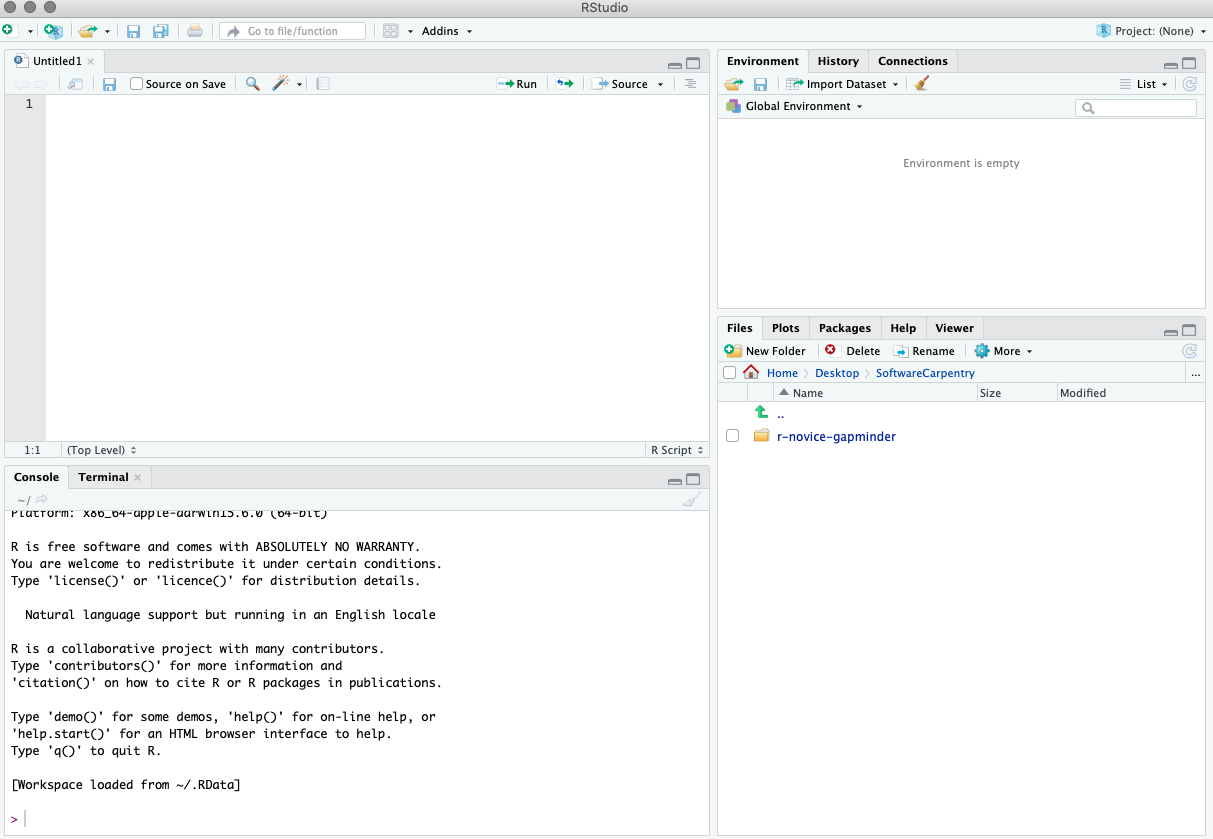 RStudio
Go to file/function
Addins
Project: (None)
Untitled1
Source on Save
Run
Source
1
1:1
(Top Level)
R Script
Console
Terminal
~/
Platform: x86_64-apple-darwin15.6.0 (64-bit)
R is free software and comes with ABSOLUTELY NO WARRANTY.
You are welcome to redistribute it under certain conditions.
Type 'license()' or 'licence()' for distribution details.
Natural language support but running in an English locale
R is a collaborative project with many contributors.
Type 'contributors()' for more information and
'citation()' on how to cite R or R packages in publications.
Type 'demo()' for some demos, 'help()' for on-line help, or
'help.start()' for an HTML browser interface to help.
Type 'q()' to quit R.
[Workspace loaded from ~/.RData]
>
Environment
History
Connections
Import Dataset
List
Global Environment
Environment is empty
Files
Plots
Packages
Help
Viewer
New Folder
Delete
Rename
More
Home
Desktop
SoftwareCarpentry
...
Name
Size
Modified
..
r-novice-gapminder